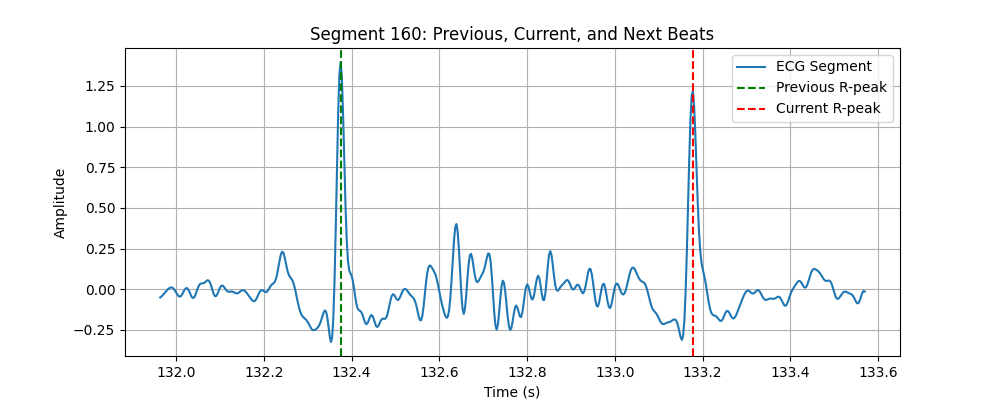 Segment 160: Previous, Current, and Next Beats
ECG Segment
Previous R-peak
Current R-peak
1.25
1.00
0.75
0.50
0.25
0.00
−0.25
Amplitude
132.0 132.2 132.4 132.6 132.8 133.0 133.2 133.4 133.6
Time (s)